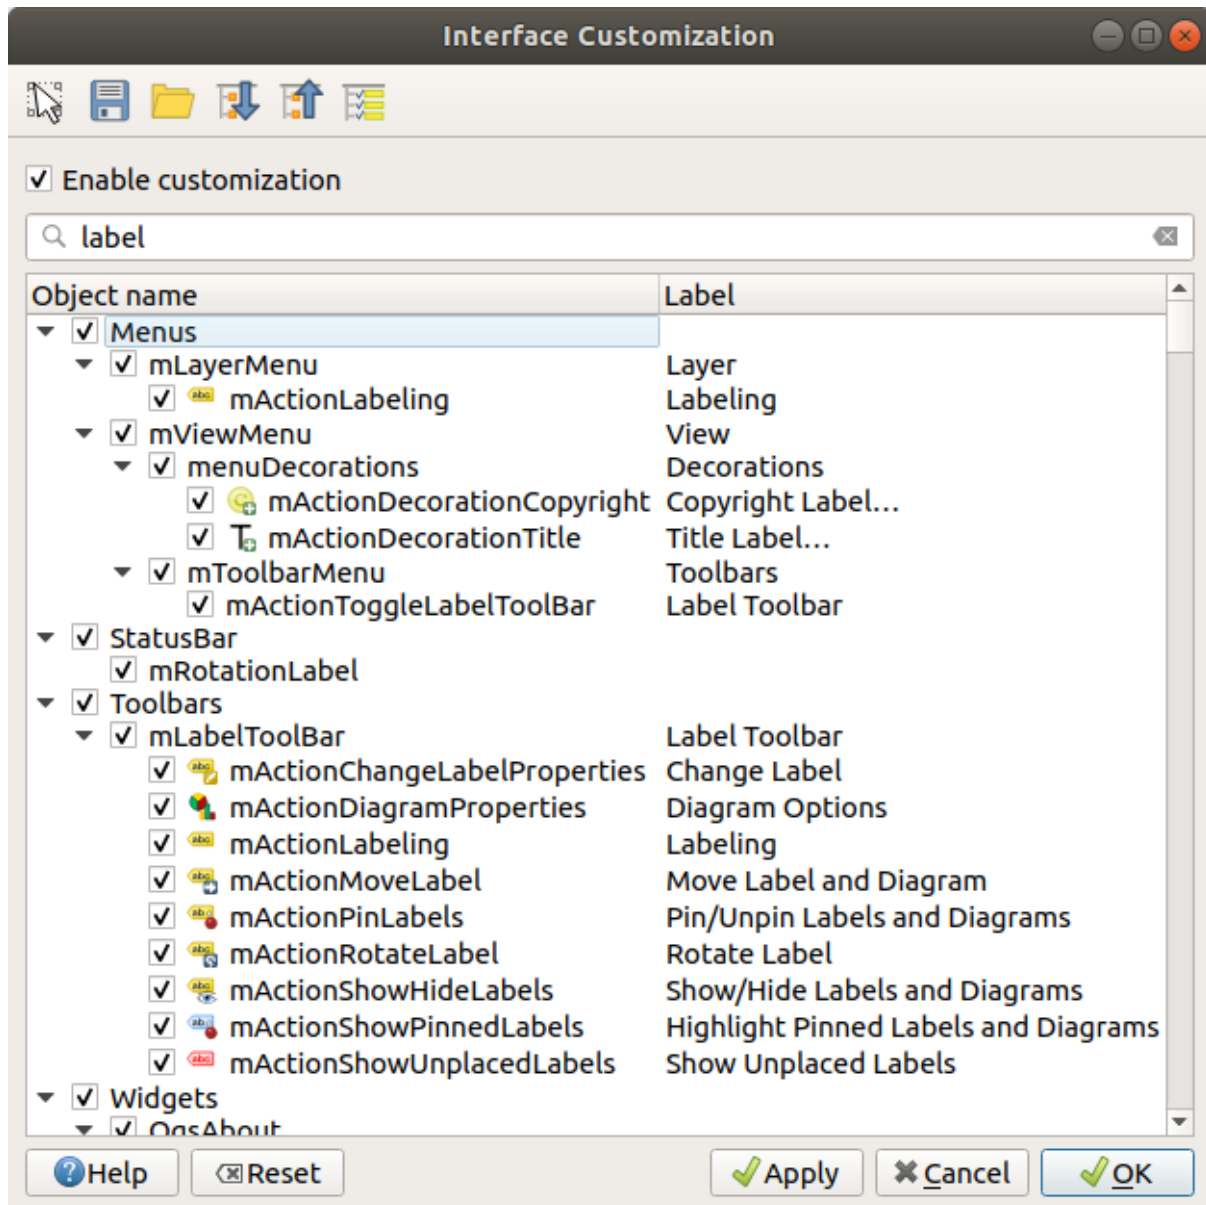 Interface Customization
Enable customization
label
Object name Label
Menus
mLayerMenu Layer
mActionLabeling Labeling
mViewMenu View
menuDecorations Decorations
mActionDecorationCopyright Copyright Label...
mActionDecorationTitle Title Label...
mToolbarMenu Toolbars
mActionToggleLabelToolBar Label Toolbar
StatusBar
mRotationLabel
Toolbars
mLabelToolBar Label Toolbar
mActionChangeLabelProperties Change Label
mActionDiagramProperties Diagram Options
mActionLabeling Labeling
mActionMoveLabel Move Label and Diagram
mActionPinLabels Pin/Unpin Labels and Diagrams
mActionRotateLabel Rotate Label
mActionShowHideLabels Show/Hide Labels and Diagrams
mActionShowPinnedLabels Highlight Pinned Labels and Diagrams
mActionShowUnplacedLabels Show Unplaced Labels
Widgets
QgsAbout
Help Reset Apply Cancel OK